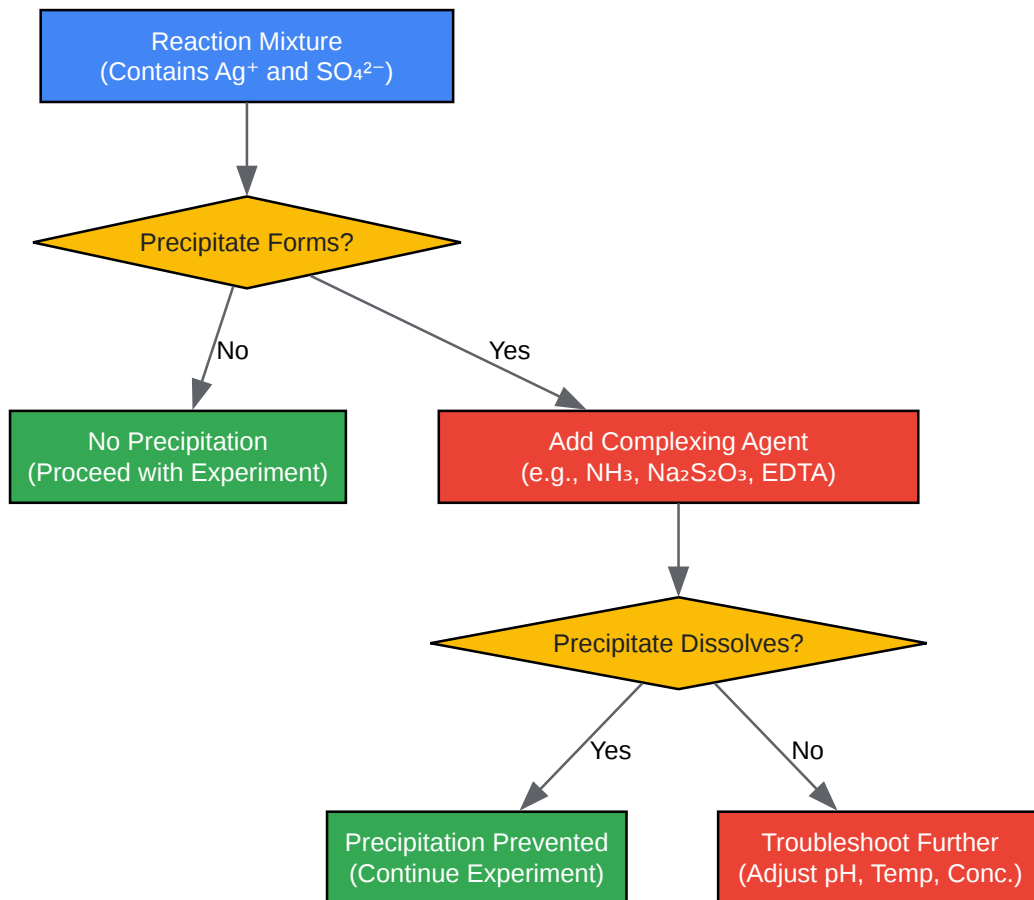 Reaction Mixture
(Contains Ag⁺ and SO₄²⁻)
Precipitate Forms?
No
Yes
No Precipitation
(Proceed with Experiment)
Add Complexing Agent
(e.g., NH₃, Na₂S₂O₃, EDTA)
Precipitate Dissolves?
Yes
No
Precipitation Prevented
(Continue Experiment)
Troubleshoot Further
(Adjust pH, Temp, Conc.)